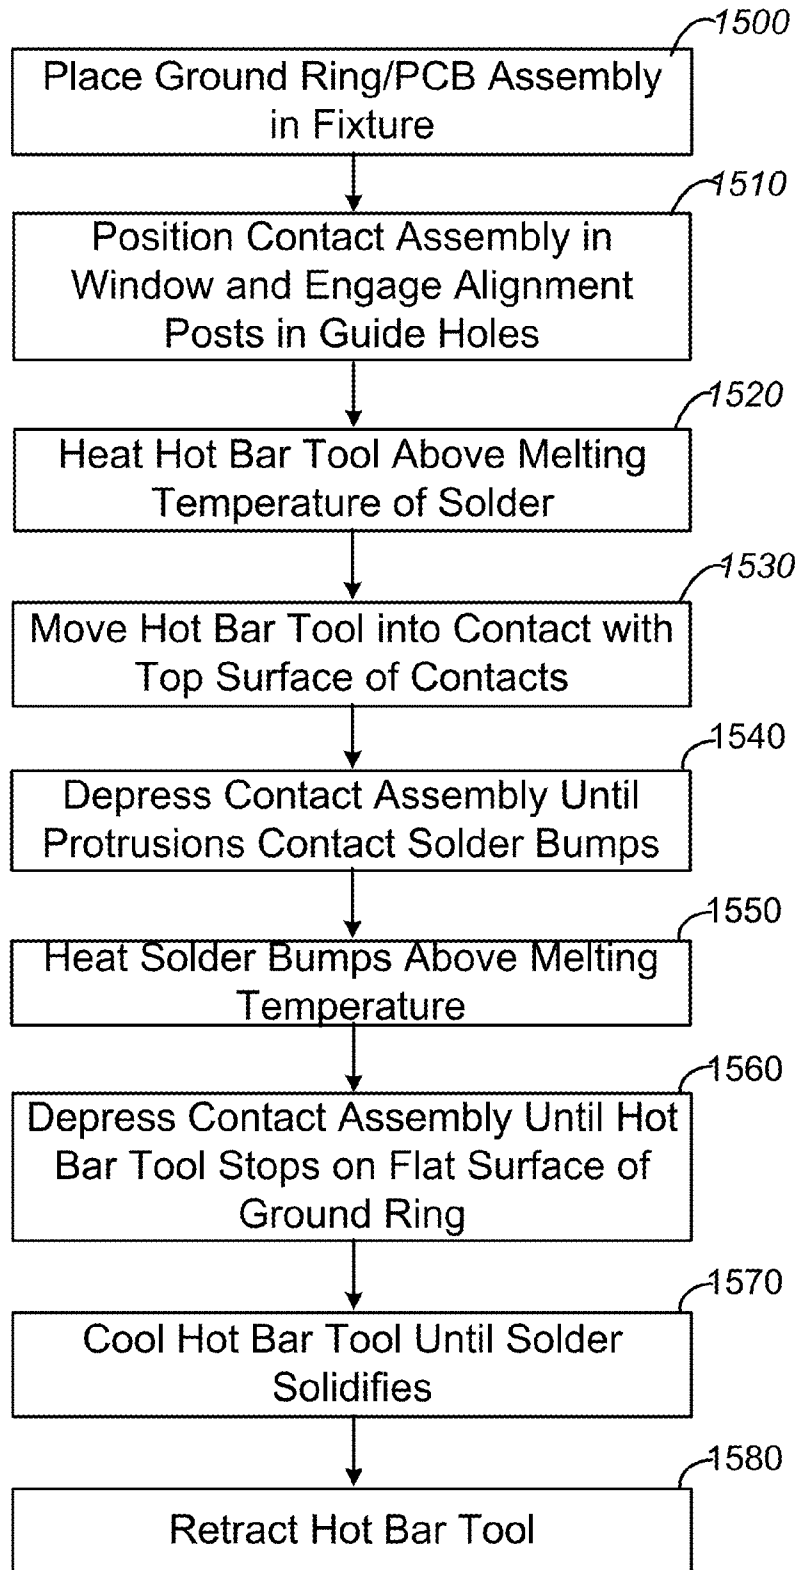 1500
Place Ground Ring/PCB Assembly
in Fixture
1510
Position Contact Assembly in
Window and Engage Alignment
Posts in Guide Holes
1520
Heat Hot Bar Tool Above Melting
Temperature of Solder
1530
Move Hot Bar Tool into Contact with
Top Surface of Contacts
1540
Depress Contact Assembly Until
Protrusions Contact Solder Bumps
1550
Heat Solder Bumps Above Melting
Temperature
1560
Depress Contact Assembly Until Hot
Bar Tool Stops on Flat Surface of
Ground Ring
1570
Cool Hot Bar Tool Until Solder
Solidifies
1580
Retract Hot Bar Tool